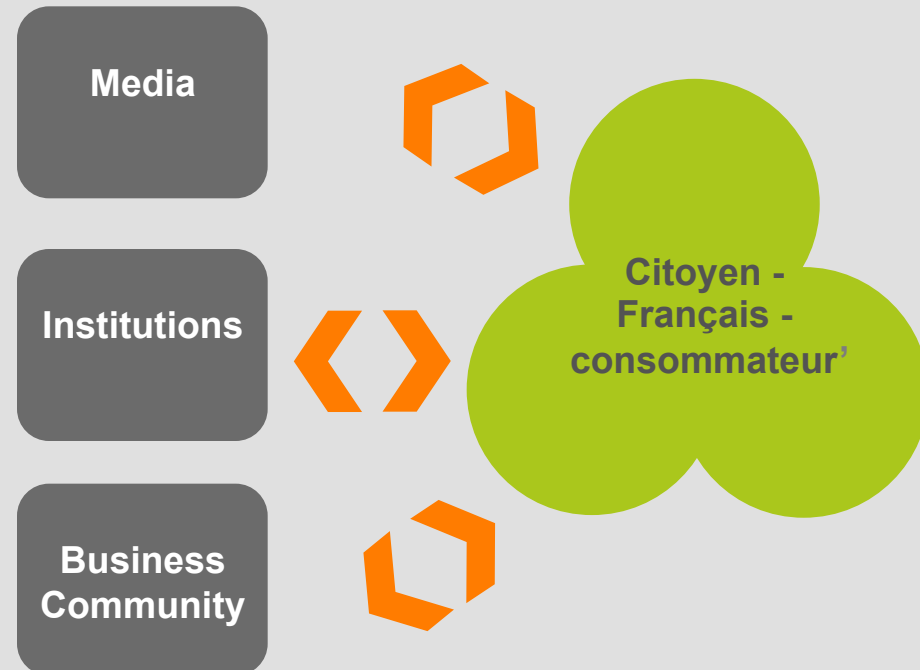 Media
Institutions
Business
Community
Citoyen -
Français -
consommateur’